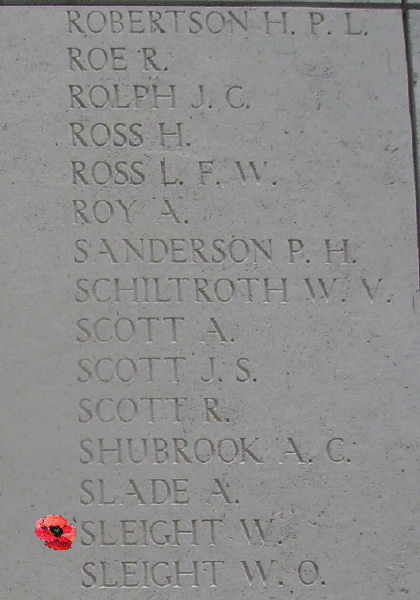 ROBERTSON H. P. L.
ROE R.
ROLPH J. C.
ROSS H.
ROSS L. F. W.
ROY A.
SANDERSON P. H.
SCHILTROTH W. V.
SCOTT A.
SCOTT J. S.
SCOTT R.
SHUBROOK A. C.
SLADE A.
SLEIGHT W.
SLEIGHT W. O.